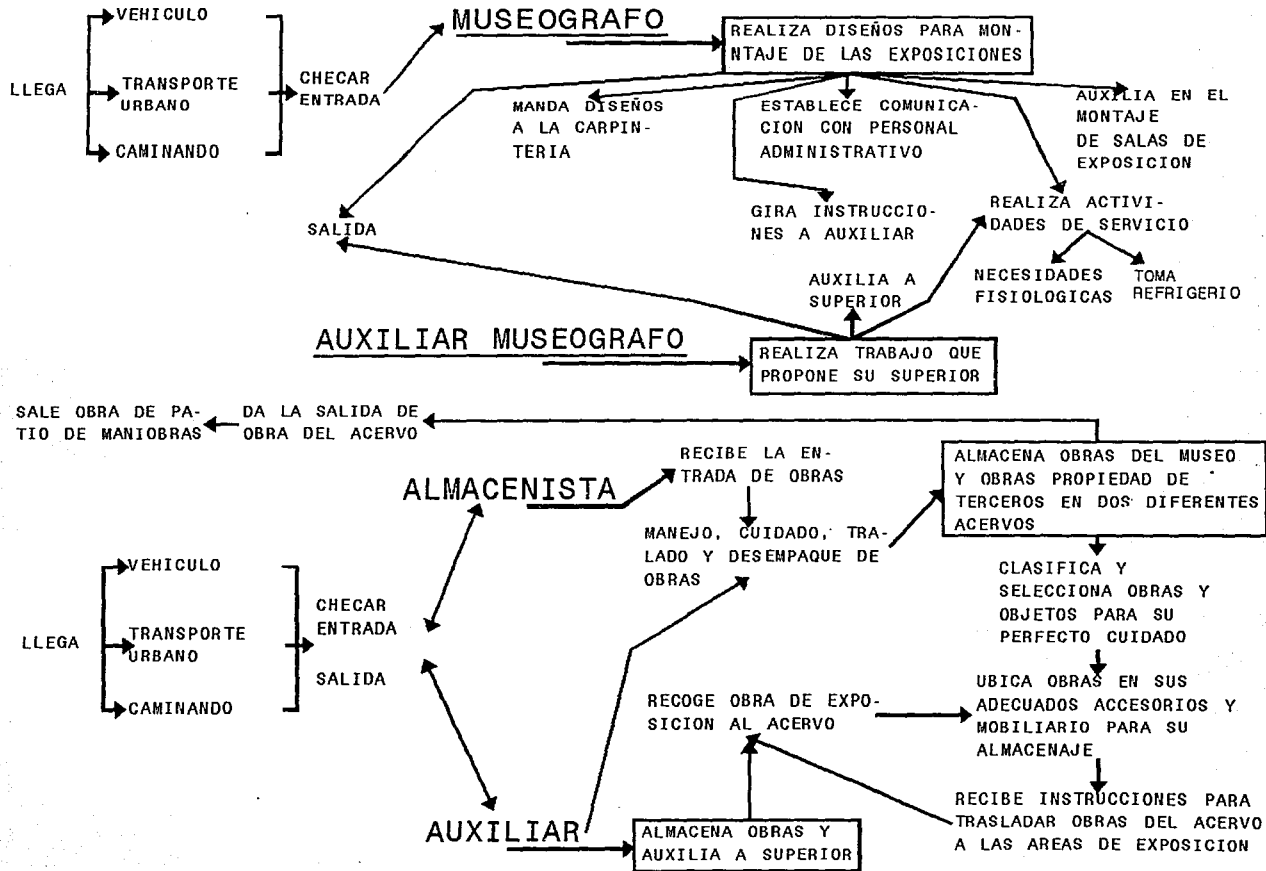 VEHICULO
LLEGA
TRANSPORTE
URBANO
CAMINANDO
CHECAR
ENTRADA
MUSEOGRAFO
REALIZA DISEÑOS PARA MON-
NTAJE DE LAS EXPOSICIONES
MANDA DISEÑOS
A LA CARPIN-
TERIA
ESTABLECE COMUNICA-
CION CON PERSONAL
ADMINISTRATIVO
AUXILIA EN EL
MONTAJE
DE SALAS DE
EXPOSICION
SALIDA
GIRA INSTRUCCIO-
NES A AUXILIAR
REALIZA ACTIVI-
DADES DE SERVICIO
NECESIDADES
FISIOLOGICAS
TOMA
REFRIGERIO
AUXILIA A
SUPERIOR
AUXILIAR MUSEOGRAFO
REALIZA TRABAJO QUE
PROPONE SU SUPERIOR
SALE OBRA DE PA-
TIO DE MANIOBRAS
DA LA SALIDA DE
OBRA DEL ACERVO
ALMACENISTA
RECIBE LA EN-
TRADA DE OBRAS
MANEJO, CUIDADO, TRA-
LADO Y DESEMPAQUE DE
OBRAS
ALMACENA OBRAS DEL MUSEO
Y OBRAS PROPIEDAD DE
TERCEROS EN DOS DIFERENTES
ACERVOS
VEHICULO
LLEGA
TRANSPORTE
URBANO
CAMINANDO
CHECAR
ENTRADA
SALIDA
CLASIFICA Y
SELECCIONA OBRAS Y
OBJETOS PARA SU
PERFECTO CUIDADO
RECOGE OBRA DE EXPO-
SICION AL ACERVO
UBICA OBRAS EN SUS
ADECUADOS ACCESORIOS Y
MOBILIARIO PARA SU
ALMACENAJE
AUXILIAR
ALMACENA OBRAS Y
AUXILIA A SUPERIOR
RECIBE INSTRUCCIONES PARA
TRASLADAR OBRAS DEL ACERVO
A LAS AREAS DE EXPOSICION